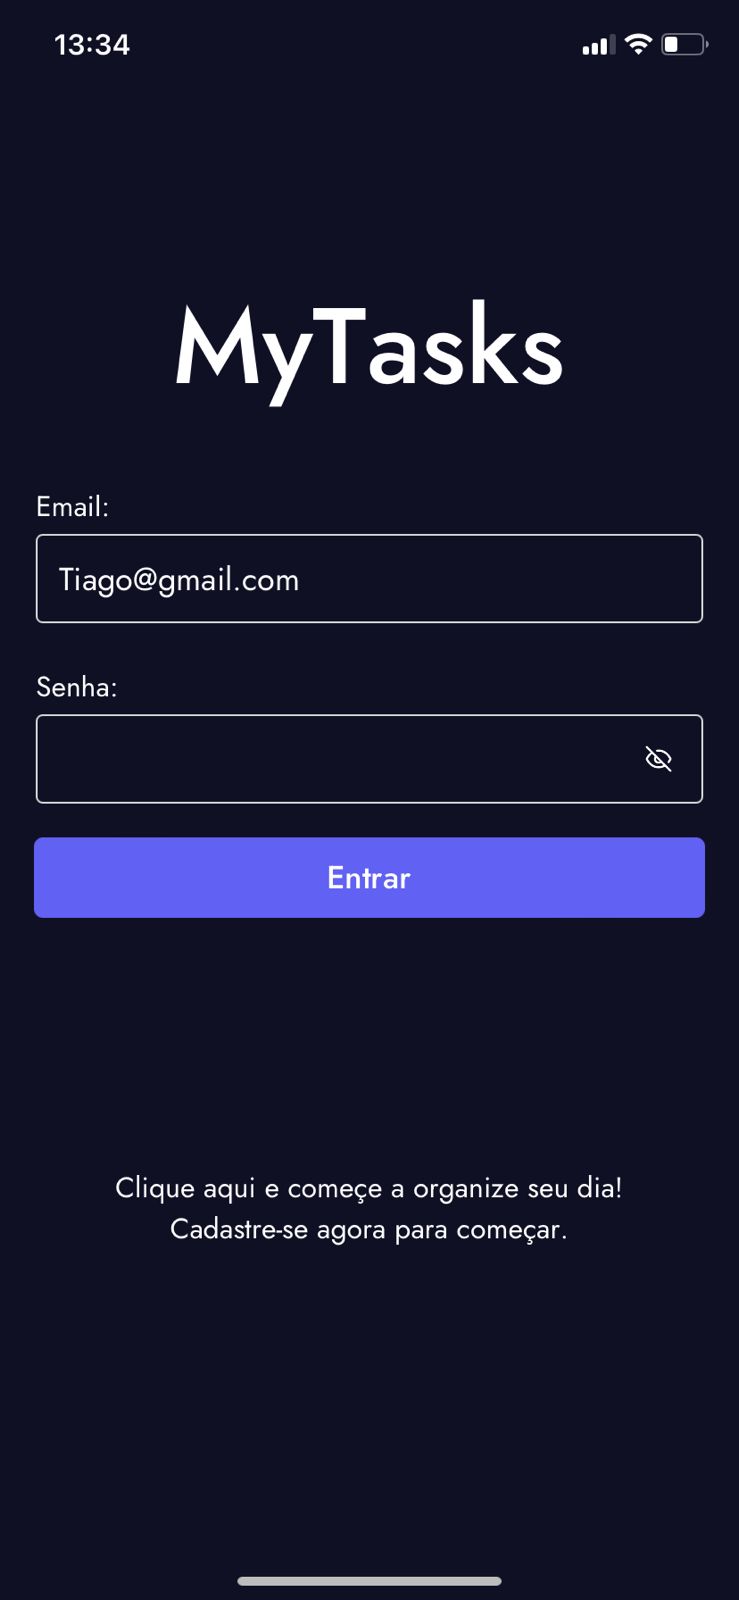 13:34
MyTasks
Email:
Tiago@gmail.com
Senha:
Entrar
Clique aqui e começe a organize seu dia!
Cadastre-se agora para começar.